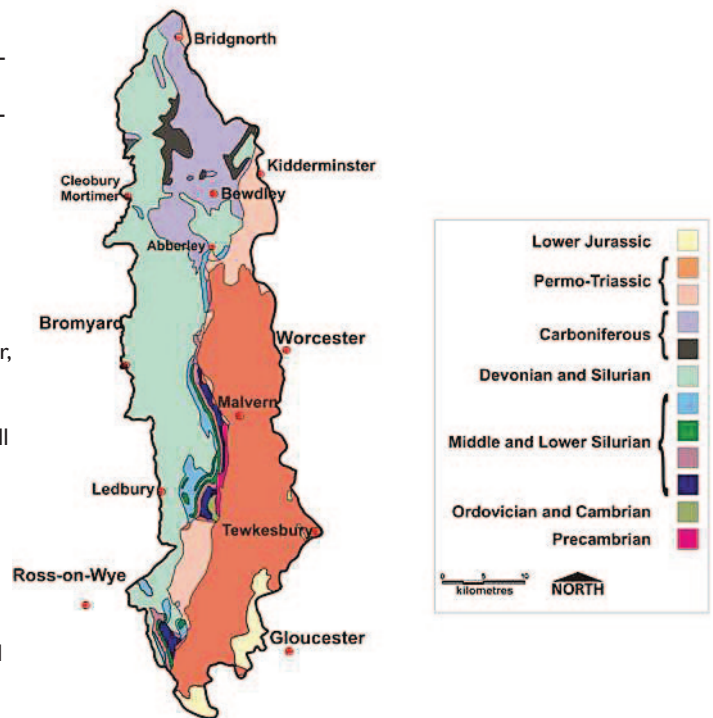 -
-
r,
ll
l
Bridgnorth
Kidderminster
Cleobury
Mortimer
Bewdley
Abberley
Bromyard
Worcester
Malvern
Ledbury
Tewkesbury
Ross-on-Wye
Gloucester
Lower Jurassic
Permo-Triassic
Carboniferous
Devonian and Silurian
Middle and Lower Silurian
Ordovician and Cambrian
Precambrian
0 5 10
kilometres
NORTH